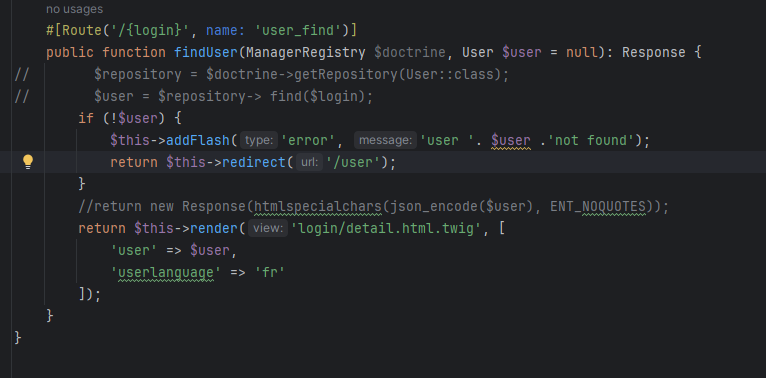 no usages
#[Route('/{login}', name: 'user_find')]
public function findUser(ManagerRegistry $doctrine, User $user = null): Response {
//        $repository = $doctrine->getRepository(User::class);
//        $user = $repository-> find($login);
if (!$user) {
$this->addFlash( type: 'error', message: 'user '. $user .'not found');
return $this->redirect( url: '/user');
}
//return new Response(htmlspecialchars(json_encode($user), ENT_NOQUOTES));
return $this->render( view: 'login/detail.html.twig', [
'user' => $user,
'userlanguage' => 'fr'
]);
}
}